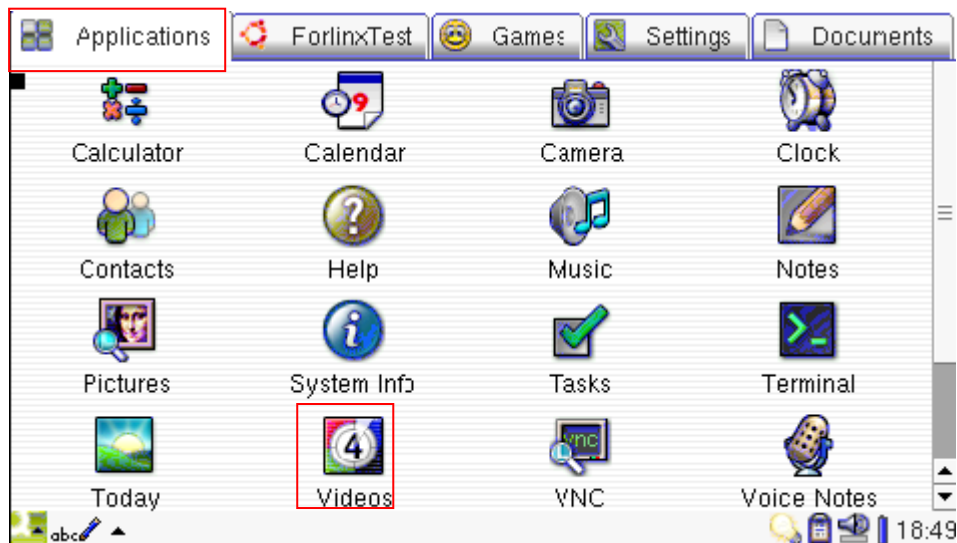 Applications ForlinxTest Games Settings Documents
Calculator Calendar Camera Clock
Contacts Help Music Notes
Pictures System Info Tasks Terminal
Today Videos VNC Voice Notes
abc 18:49